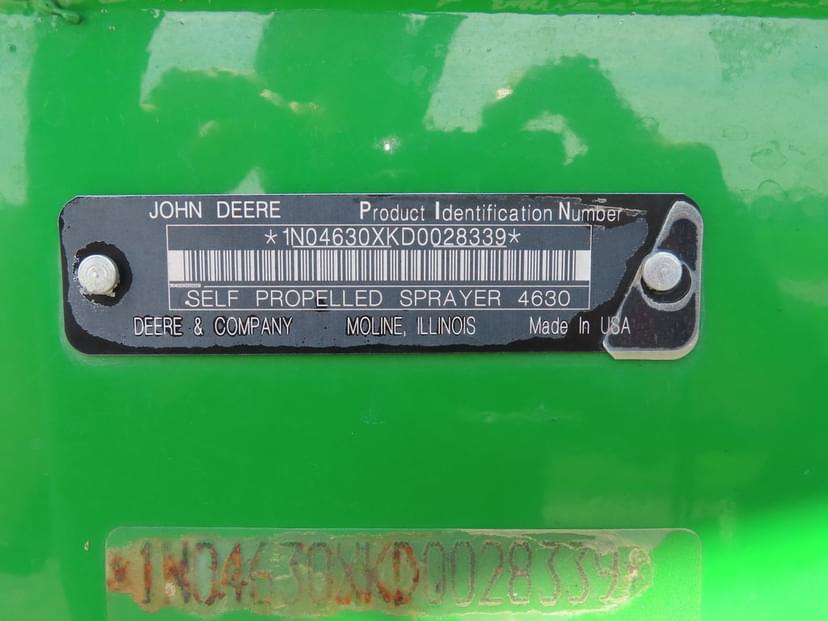 JOHN DEERE Product Identification Number
*1N04630XKD0028339*
SELF PROPELLED SPRAYER 4630
DEERE & COMPANY MOLINE, ILLINOIS Made In USA
*1N04630XKD0028339*